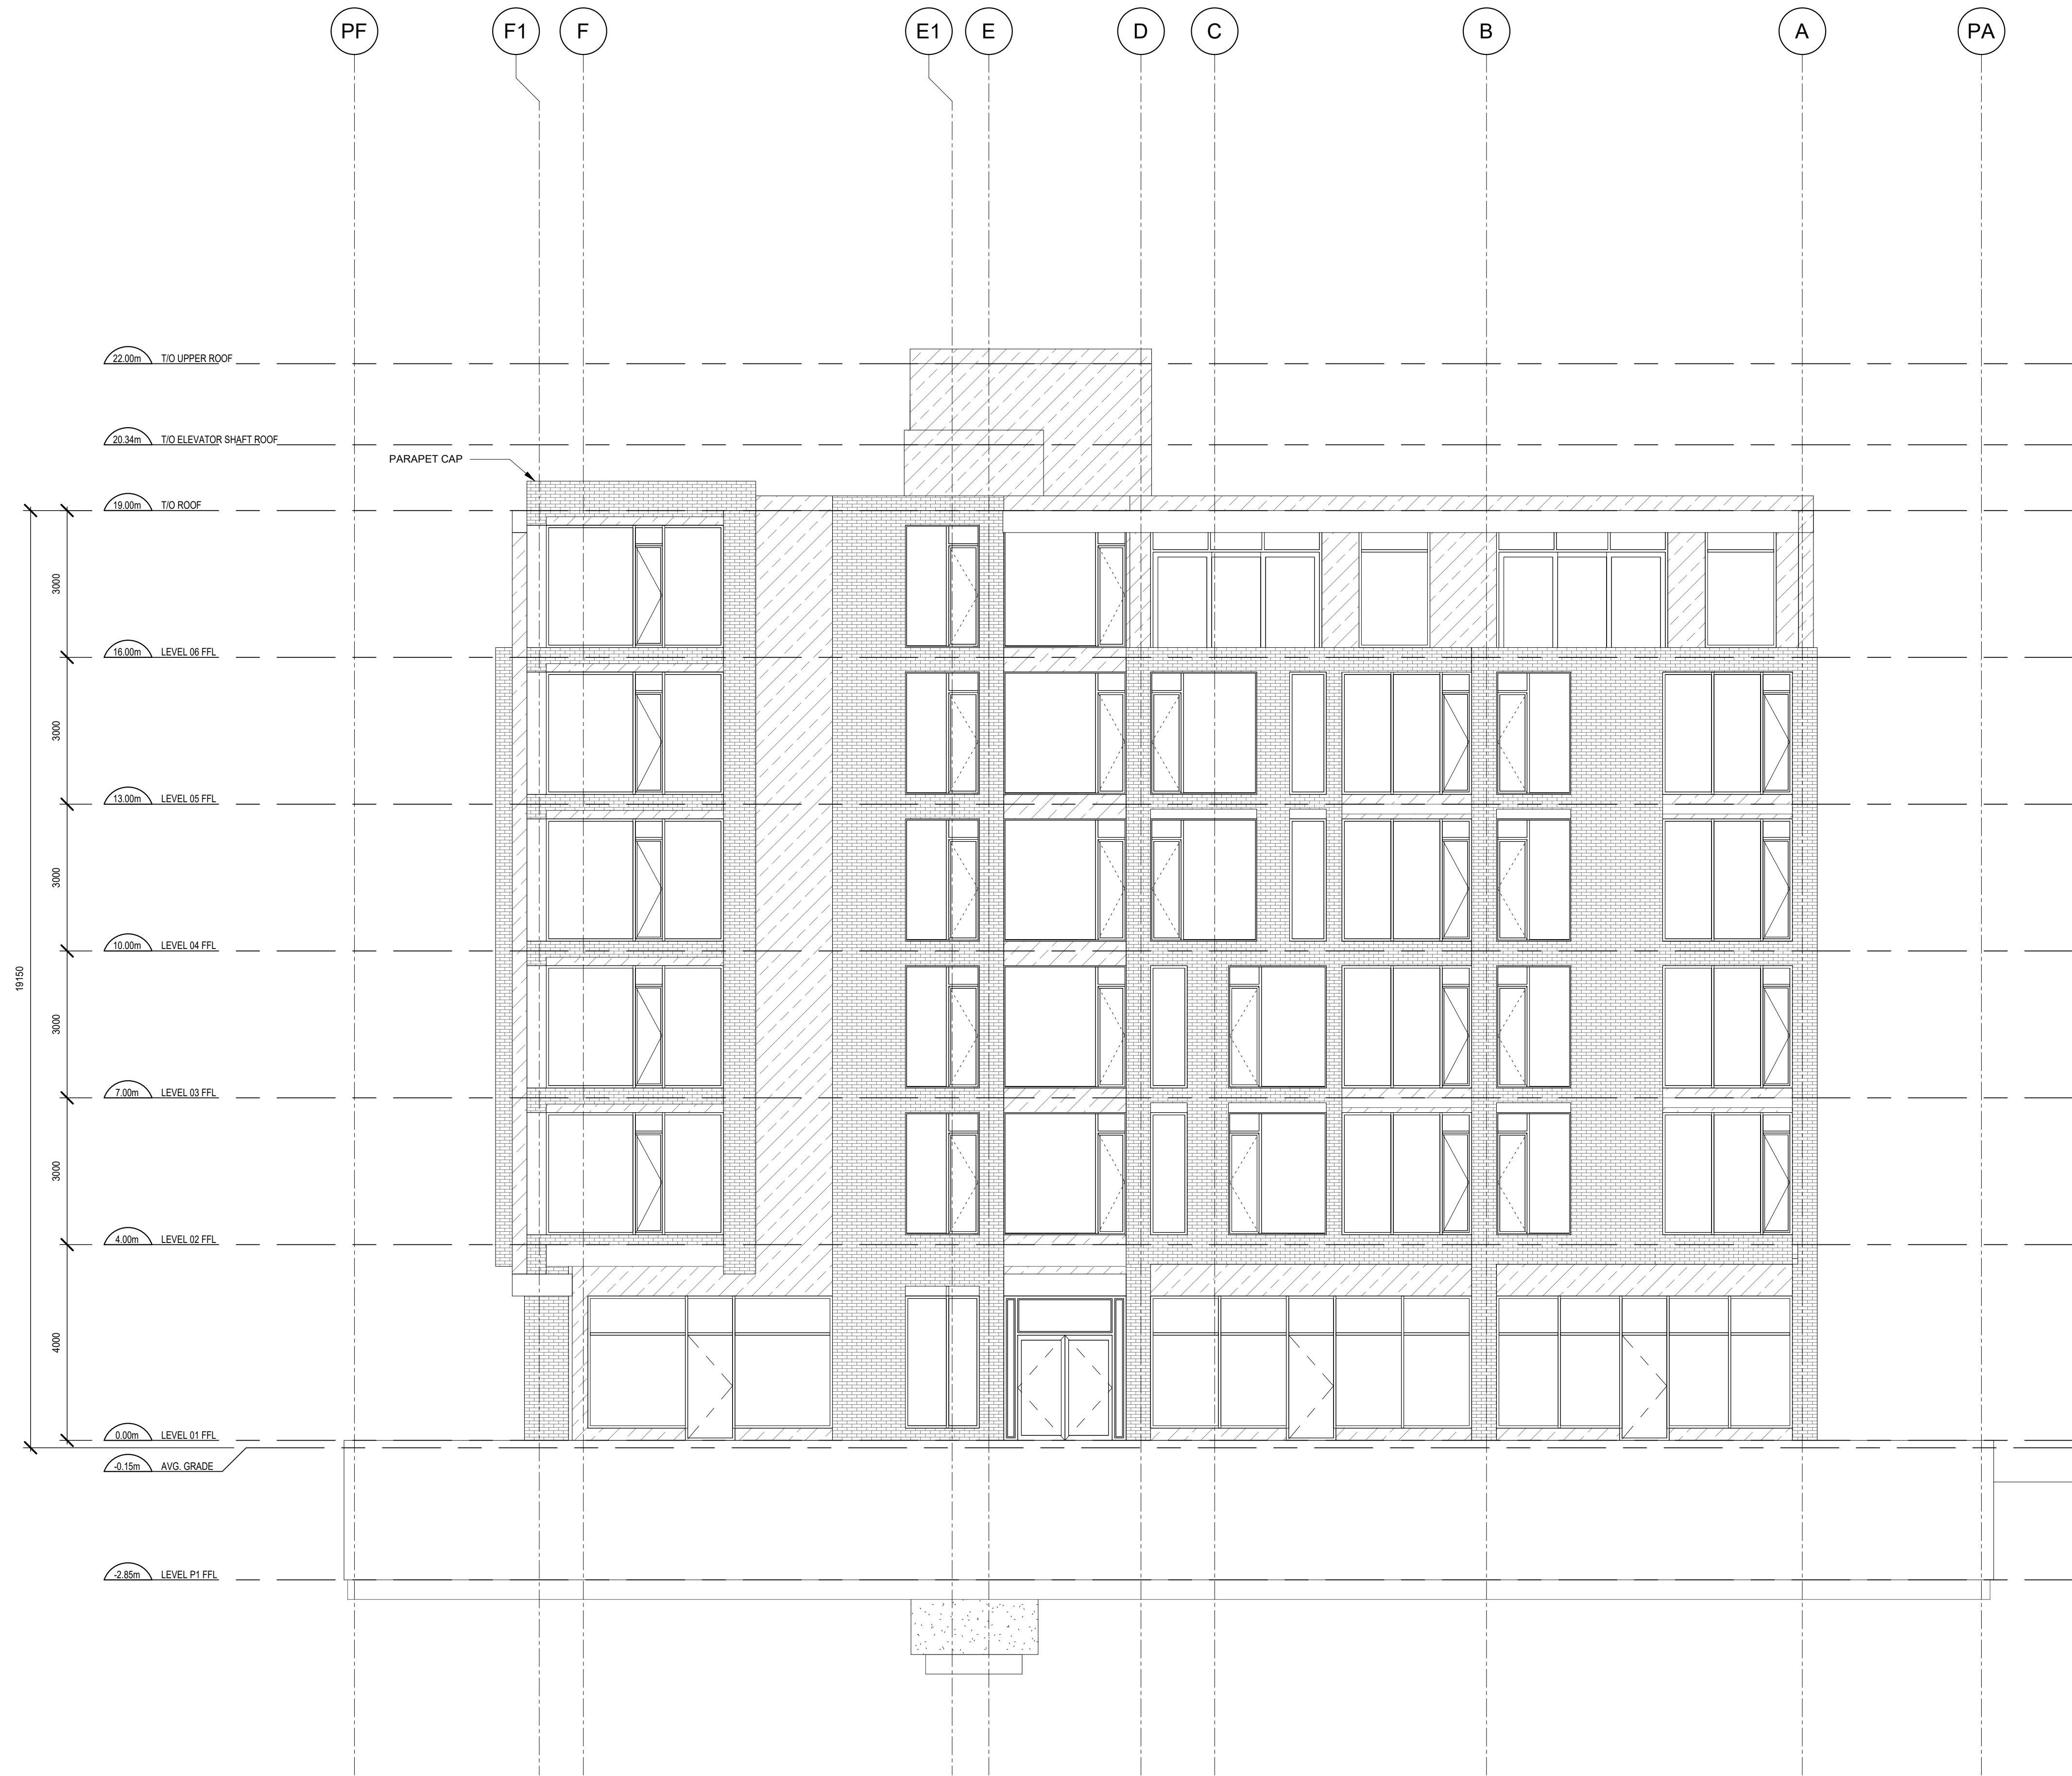 PF F1 F E1 E D C B A PA
22.00m T/O UPPER ROOF
20.34m T/O ELEVATOR SHAFT ROOF
PARAPET CAP
19.00m T/O ROOF
3000
16.00m LEVEL 06 FFL
3000
13.00m LEVEL 05 FFL
3000
10.00m LEVEL 04 FFL
19150
3000
7.00m LEVEL 03 FFL
3000
4.00m LEVEL 02 FFL
4000
0.00m LEVEL 01 FFL
-0.15m AVG. GRADE
-2.85m LEVEL P1 FFL